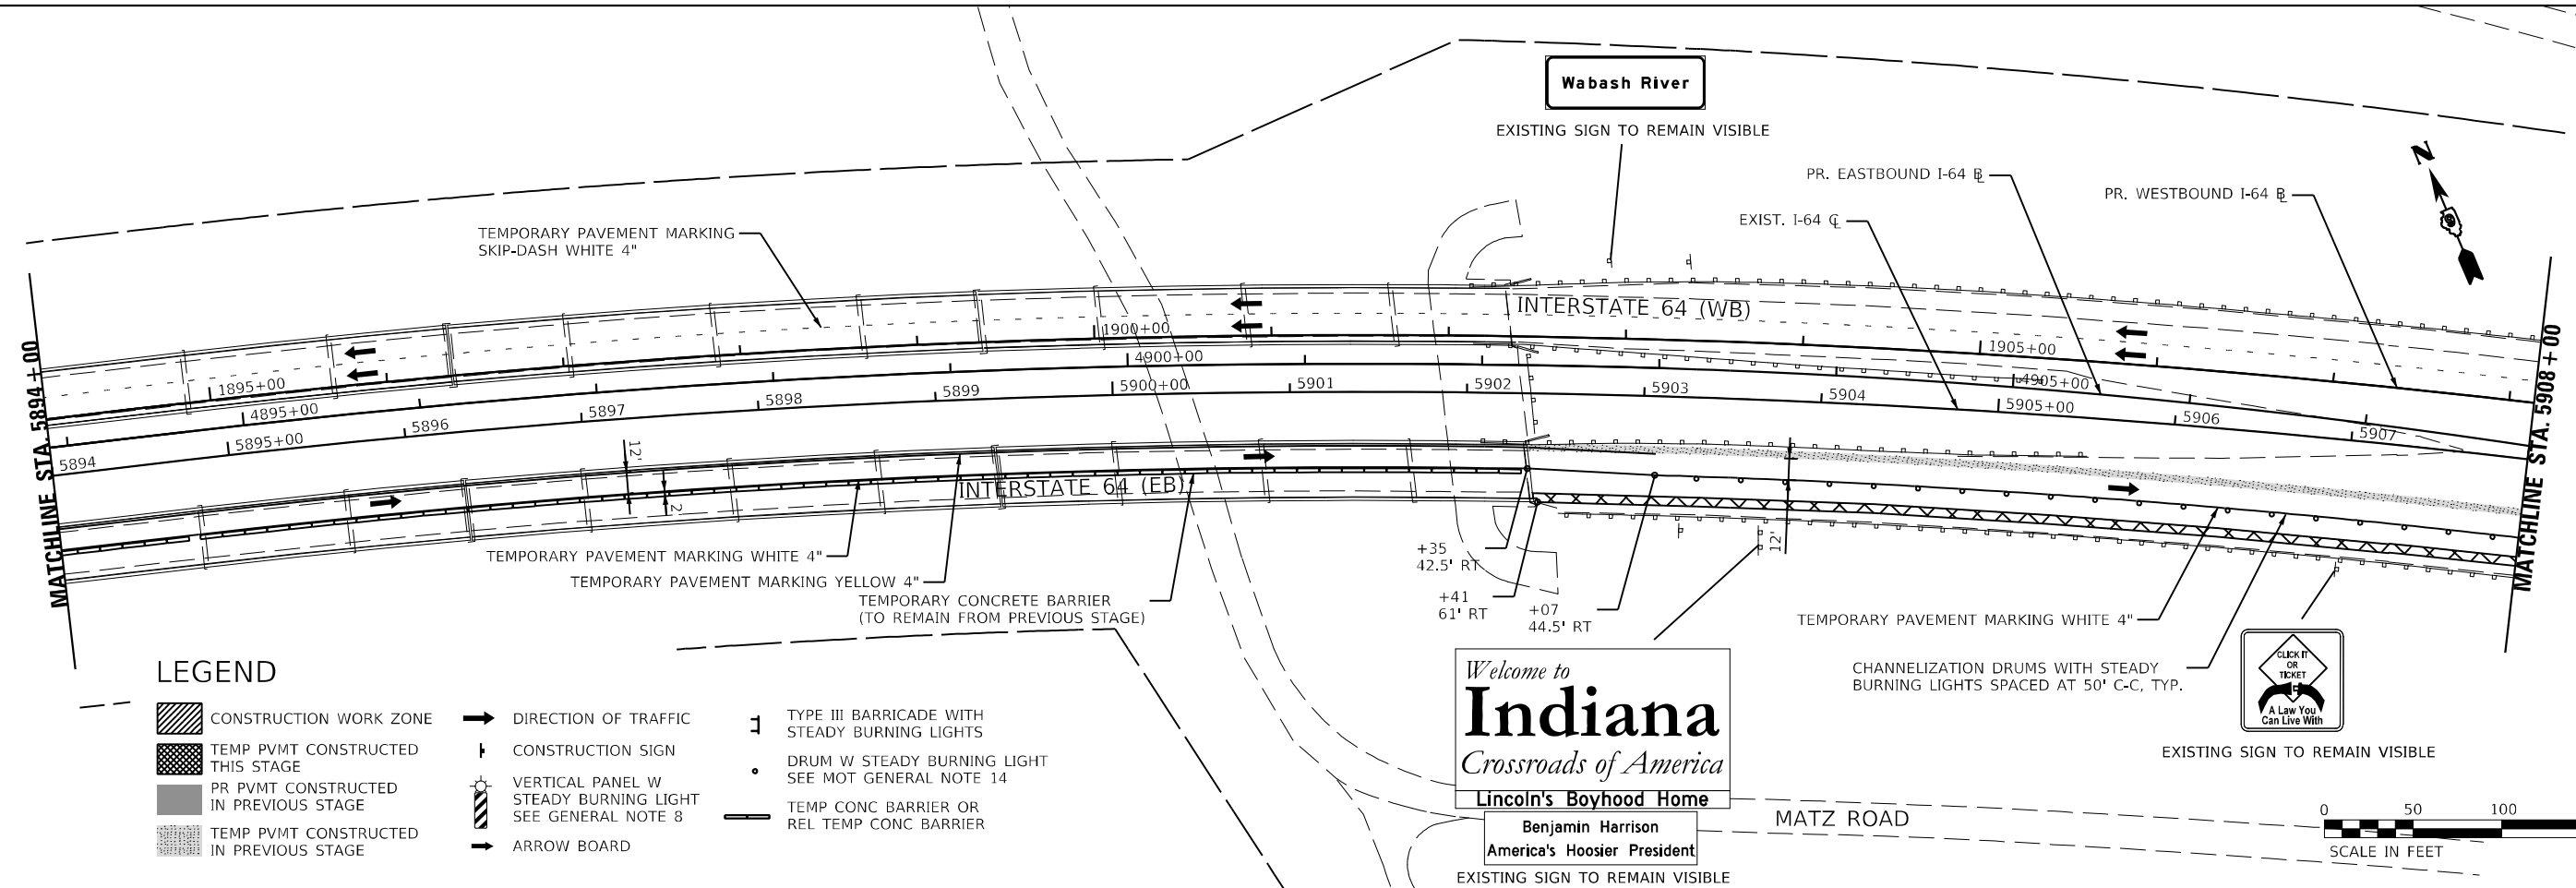 Wabash River
EXISTING SIGN TO REMAIN VISIBLE
N
PR. EASTBOUND I-64 ℄
PR. WESTBOUND I-64 ℄
EXIST. I-64 ℄
TEMPORARY PAVEMENT MARKING
SKIP-DASH WHITE 4"
INTERSTATE 64 (WB)
1895+00
1900+00
1905+00
4895+00
4900+00
4905+00
5894
5895+00
5896
5897
5898
5899
5900+00
5901
5902
5903
5904
5905+00
5906
5907
MATCHLINE STA. 5894+00
MATCHLINE STA. 5908+00
12'
2'
12'
INTERSTATE 64 (EB)
TEMPORARY PAVEMENT MARKING WHITE 4"
TEMPORARY PAVEMENT MARKING YELLOW 4"
TEMPORARY CONCRETE BARRIER
(TO REMAIN FROM PREVIOUS STAGE)
+35
42.5' RT
+41
61' RT
+07
44.5' RT
TEMPORARY PAVEMENT MARKING WHITE 4"
CHANNELIZATION DRUMS WITH STEADY
BURNING LIGHTS SPACED AT 50' C-C, TYP.
CLICK IT
OR
TICKET
A Law You
Can Live With
EXISTING SIGN TO REMAIN VISIBLE
Welcome to
Indiana
Crossroads of America
Lincoln's Boyhood Home
Benjamin Harrison
America's Hoosier President
EXISTING SIGN TO REMAIN VISIBLE
MATZ ROAD
0 50 100
SCALE IN FEET
LEGEND
CONSTRUCTION WORK ZONE
TEMP PVMT CONSTRUCTED
THIS STAGE
PR PVMT CONSTRUCTED
IN PREVIOUS STAGE
TEMP PVMT CONSTRUCTED
IN PREVIOUS STAGE
DIRECTION OF TRAFFIC
CONSTRUCTION SIGN
VERTICAL PANEL W
STEADY BURNING LIGHT
SEE GENERAL NOTE 8
ARROW BOARD
TYPE III BARRICADE WITH
STEADY BURNING LIGHTS
DRUM W STEADY BURNING LIGHT
SEE MOT GENERAL NOTE 14
TEMP CONC BARRIER OR
REL TEMP CONC BARRIER